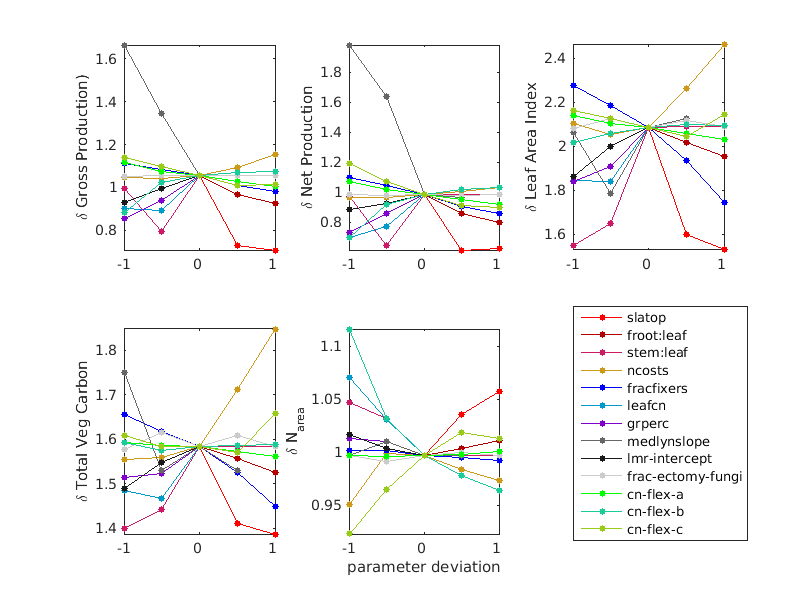 δ Gross Production)
1.6
1.4
1.2
1
0.8
-1 0 1
δ Net Production
1.8
1.6
1.4
1.2
1
0.8
-1 0 1
δ Leaf Area Index
2.4
2.2
2
1.8
1.6
-1 0 1
δ Total Veg Carbon
1.8
1.7
1.6
1.5
1.4
-1 0 1
δ N_area
1.1
1.05
1
0.95
-1 0 1
parameter deviation
slatop
froot:leaf
stem:leaf
ncosts
fracfixers
leafcn
grperc
medlynslope
lmr-intercept
frac-ectomy-fungi
cn-flex-a
cn-flex-b
cn-flex-c